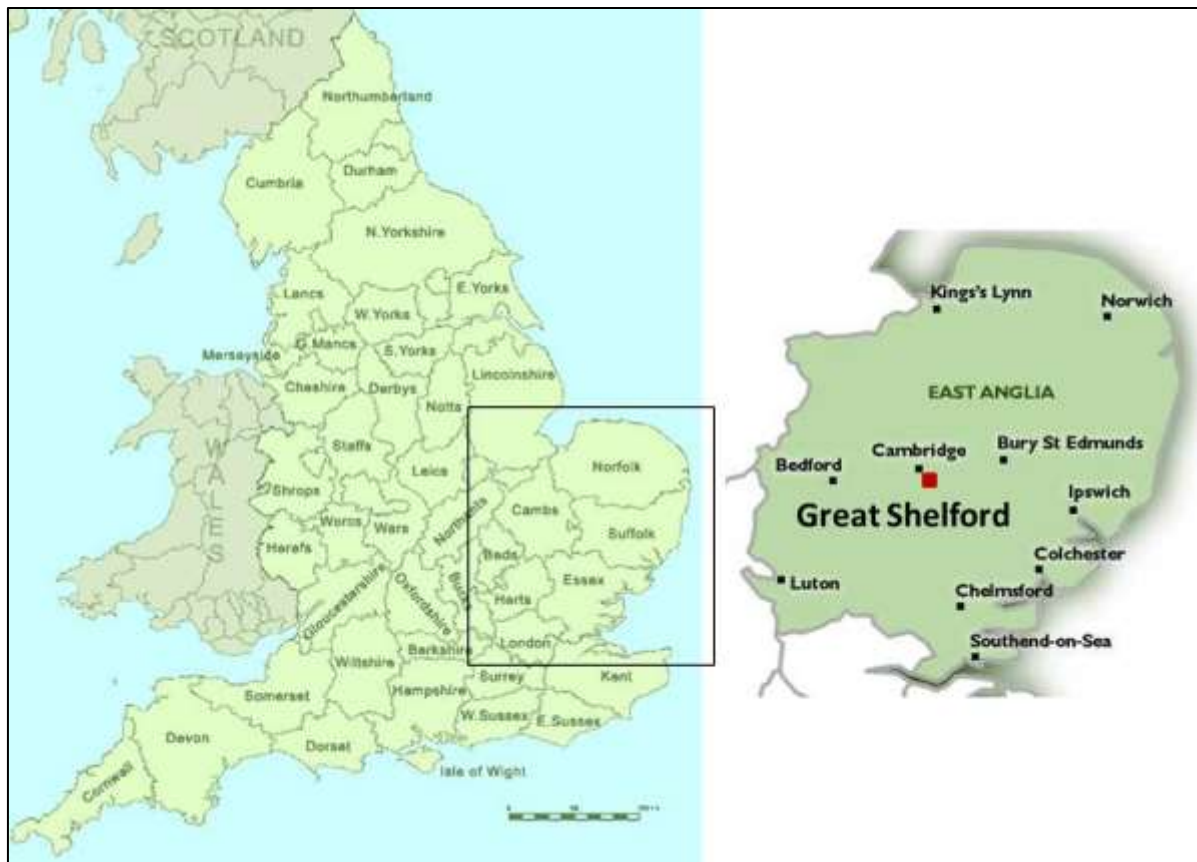 SCOTLAND
Northumberland
Durham
Cumbria
N.Yorkshire
Lancs
E.Yorks
W.Yorks
G.Mancs
S.Yorks
Merseyside
Lincolnshire
Cheshire
Derbys
Notts
WALES
Staffs
Leics
Norfolk
Shrops
Cambs
Worcs
Wars
Northants
Suffolk
Herefs
Beds
Essex
Gloucestershire
Oxfordshire
Bucks
Herts
London
Berkshire
Wiltshire
Surrey
Kent
Somerset
Hampshire
W.Sussex
E.Sussex
Devon
Dorset
Cornwall
Isle of Wight
0
Kings's Lynn
Norwich
EAST ANGLIA
Cambridge
Bury St Edmunds
Bedford
Great Shelford
Ipswich
Colchester
Luton
Chelmsford
Southend-on-Sea